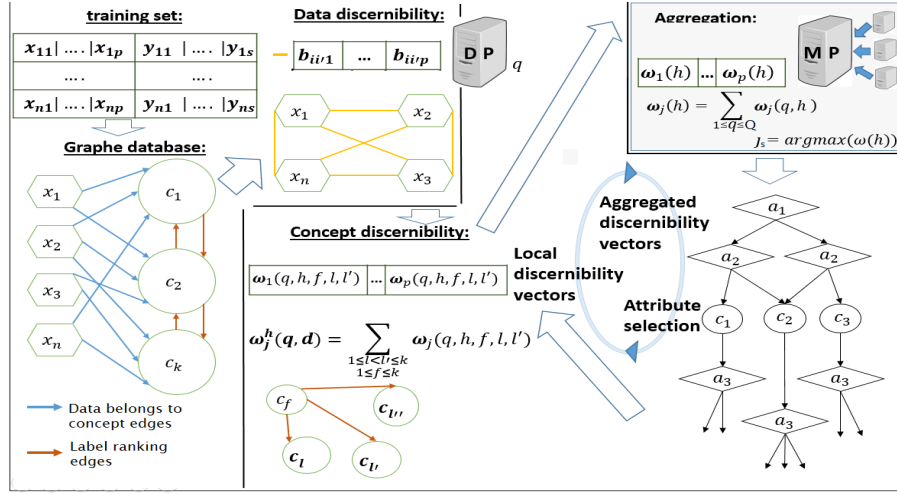 training set:
x11| …. |x1p y11 | …. |y1s
…. ….
xn1| …. |xnp yn1 | …. |yns
Graphe database:
x1
x2
x3
xn
c1
c2
ck
Data belongs to
concept edges
Label ranking
edges
Data discernibility:
bii'1 … bii'p
D P
q
x1 x2
xn x3
Concept discernibility:
ω1(q, h, f, l, l′) … ωp(q, h, f, l, l′)
ωjh(q, d) = ∑ ωj(q, h, f, l, l′)
1≤l<l′≤k
1≤f≤k
cf
cl''
cl
cl'
Local
discernibility
vectors
Aggregated
discernibility
vectors
Attribute
selection
Aggregation:
M P
ω1(h) … ωp(h)
ωj(h) = ∑ ωj(q, h)
1≤q≤Q
Js = argmax(ω(h))
a1
a2 a2
c1 c2 c3
a3 a3
a3